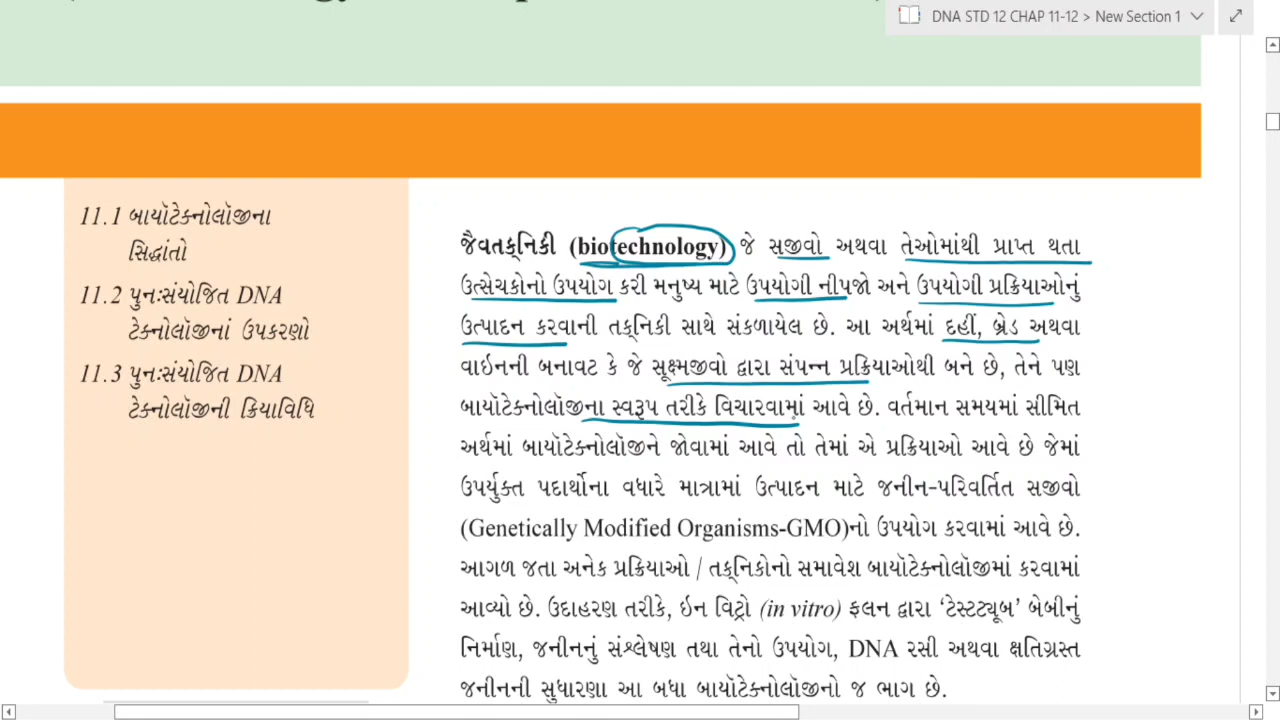 DNA STD 12 CHAP 11-12 > New Section 1
11.1 બાયૉટેક્નોલૉજીના
સિદ્ધાંતો
11.2 પુનઃસંયોજિત DNA
ટેક્નોલૉજીનાં ઉપકરણો
11.3 પુનઃસંયોજિત DNA
ટેક્નોલૉજીની ક્રિયાવિધિ
જૈવતક્નિકી (biotechnology) જે સજીવો અથવા તેઓમાંથી પ્રાપ્ત થતા
ઉત્સેચકોનો ઉપયોગ કરી મનુષ્ય માટે ઉપયોગી નીપજો અને ઉપયોગી પ્રક્રિયાઓનું
ઉત્પાદન કરવાની તક્નિકી સાથે સંકળાયેલ છે. આ અર્થમાં દહીં, બ્રેડ અથવા
વાઇનની બનાવટ કે જે સૂક્ષ્મજીવો દ્વારા સંપન્ન પ્રક્રિયાઓથી બને છે, તેને પણ
બાયૉટેક્નોલૉજીના સ્વરૂપ તરીકે વિચારવામાં આવે છે. વર્તમાન સમયમાં સીમિત
અર્થમાં બાયૉટેક્નોલૉજીને જોવામાં આવે તો તેમાં એ પ્રક્રિયાઓ આવે છે જેમાં
ઉપર્યુક્ત પદાર્થોના વધારે માત્રામાં ઉત્પાદન માટે જનીન-પરિવર્તિત સજીવો
(Genetically Modified Organisms-GMO)નો ઉપયોગ કરવામાં આવે છે.
આગળ જતા અનેક પ્રક્રિયાઓ / તક્નિકોનો સમાવેશ બાયૉટેક્નોલૉજીમાં કરવામાં
આવ્યો છે. ઉદાહરણ તરીકે, ઇન વિટ્રો (in vitro) ફલન દ્વારા ‘ટેસ્ટટ્યૂબ’ બેબીનું
નિર્માણ, જનીનનું સંશ્લેષણ તથા તેનો ઉપયોગ, DNA રસી અથવા ક્ષતિગ્રસ્ત
જનીનની સુધારણા આ બધા બાયૉટેક્નોલૉજીનો જ ભાગ છે.